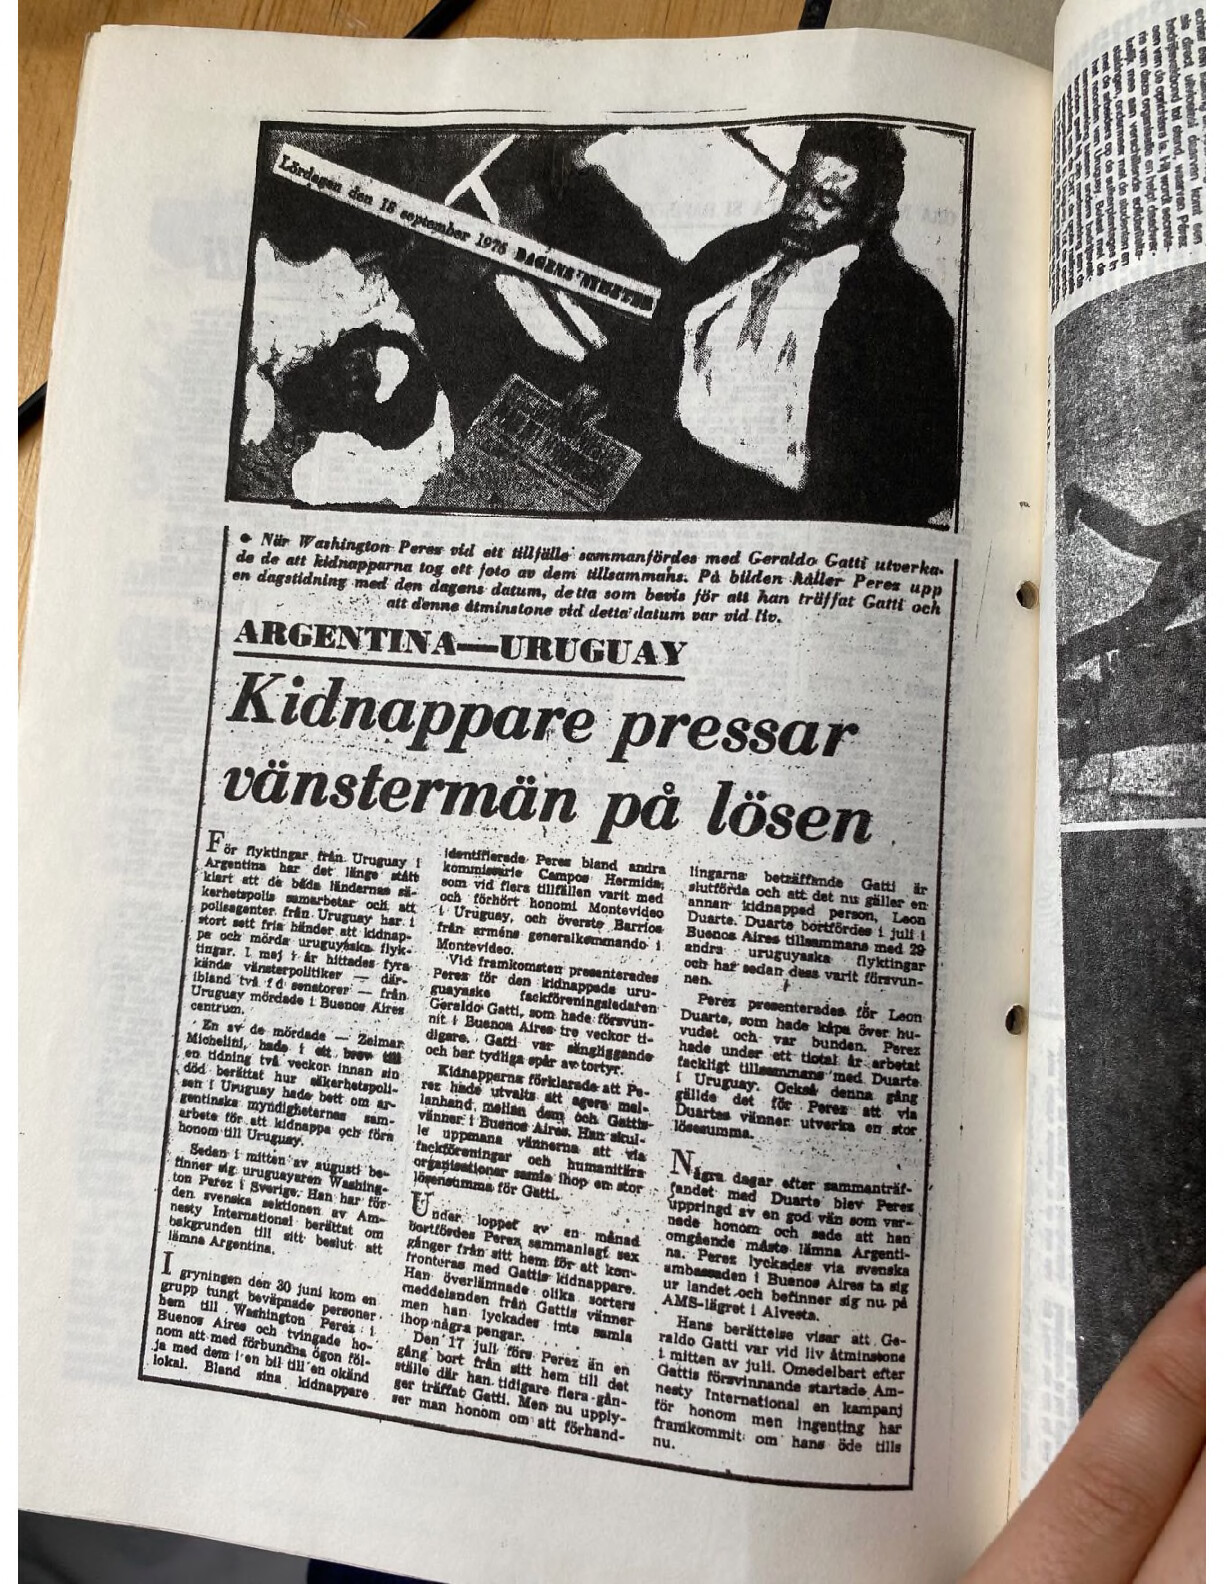 Lördagen den 18 september 1976 DAGENS NYHETER
● När Washington Perez vid ett tillfälle sammanfördes med Geraldo Gatti utverka-
de de att kidnapparna tog ett foto av dem tillsammans. På bilden håller Perez upp
en dagstidning med den dagens datum, detta som bevis för att han träffat Gatti och
att denne åtminstone vid detta datum var vid liv.
ARGENTINA—URUGUAY
Kidnappare pressar
vänstermän på lösen
För flyktingar från Uruguay i
Argentina har det länge stått
klart att de båda ländernas sä-
kerhetspolis samarbetar och att
polisagenter från Uruguay har i
stort sett fria händer att kidnap-
pa och mörda uruguyaska flyk-
tingar. I maj i år hittades fyra
kända vänsterpolitiker — där-
ibland två f d senatorer — från
Uruguay mördade i Buenos Aires
centrum.
En av de mördade — Zelmar
Michelini, hade i ett brev till
en tidning två veckor innan sin
död berättat hur säkerhetspoli-
sen i Uruguay hade bett om ar-
gentinska myndigheternas sam-
arbete för att kidnappa och föra
honom till Uruguay.
Sedan i mitten av augusti be-
finner sig uruguayaren Washing-
ton Perez i Sverige. Han har för
den svenska sektionen av Am-
nesty International berättat om
bakgrunden till sitt beslut att
lämna Argentina.
I gryningen den 30 juni kom en
grupp tungt beväpnade personer
hem till Washington Perez i
Buenos Aires och tvingade ho-
nom att med förbundna ögon föl-
ja med dem i en bil till en okänd
lokal. Bland sina kidnappare
identifierade Perez bland andra
kommissarie Campos Hermida,
som vid flera tillfällen varit med
och förhört honom i Montevideo
i Uruguay, och överste Barrios
från arméns generalkommando i
Montevideo.
Vid framkomsten presenterades
Perez för den kidnappade uru-
guayaske fackföreningsledaren
Geraldo Gatti, som hade försvun-
nit i Buenos Aires tre veckor ti-
digare. Gatti var sängliggande
och bar tydliga spår av tortyr.
Kidnapparna förklarade att Pe-
rez hade utvalts att agera mel-
lanhand mellan dem och Gattis
vänner i Buenos Aires. Han skul-
le uppmana vännerna att via
fackföreningar och humanitära
organisationer samla ihop en stor
lösensumma för Gatti.
Under loppet av en månad
bortfördes Perez sammanlagt sex
gånger från sitt hem för att kon-
fronteras med Gattis kidnappare.
Han överlämnade olika sorters
meddelanden från Gattis vänner
men han lyckades inte samla
ihop några pengar.
Den 17 juli förs Perez än en
gång bort från sitt hem till det
ställe där han tidigare flera gån-
ger träffat Gatti. Men nu upply-
ser man honom om att förhand-
lingarna beträffande Gatti är
slutförda och att det nu gäller en
annan kidnappad person, Leon
Duarte. Duarte bortfördes i juli i
Buenos Aires tillsammans med 29
andra uruguyaska flyktingar
och har sedan dess varit försvun-
nen.
Perez presenterades för Leon
Duarte, som hade kåpa över hu-
vudet och var bunden. Perez
hade under ett tiotal år arbetat
fackligt tillsammans med Duarte
i Uruguay. Också denna gång
gällde det för Perez att via
Duartes vänner utverka en stor
lösesumma.
Några dagar efter sammanträf-
fandet med Duarte blev Perez
uppringd av en god vän som var-
nade honom och sade att han
omgående måste lämna Argenti-
na. Perez lyckades via svenska
ambassaden i Buenos Aires ta sig
ur landet och befinner sig nu på
AMS-lägret i Alvesta.
Hans berättelse visar att Ge-
raldo Gatti var vid liv åtminstone
i mitten av juli. Omedelbart efter
Gattis försvinnande startade Am-
nesty International en kampanj
för honom men ingenting har
framkommit om hans öde tills
nu.